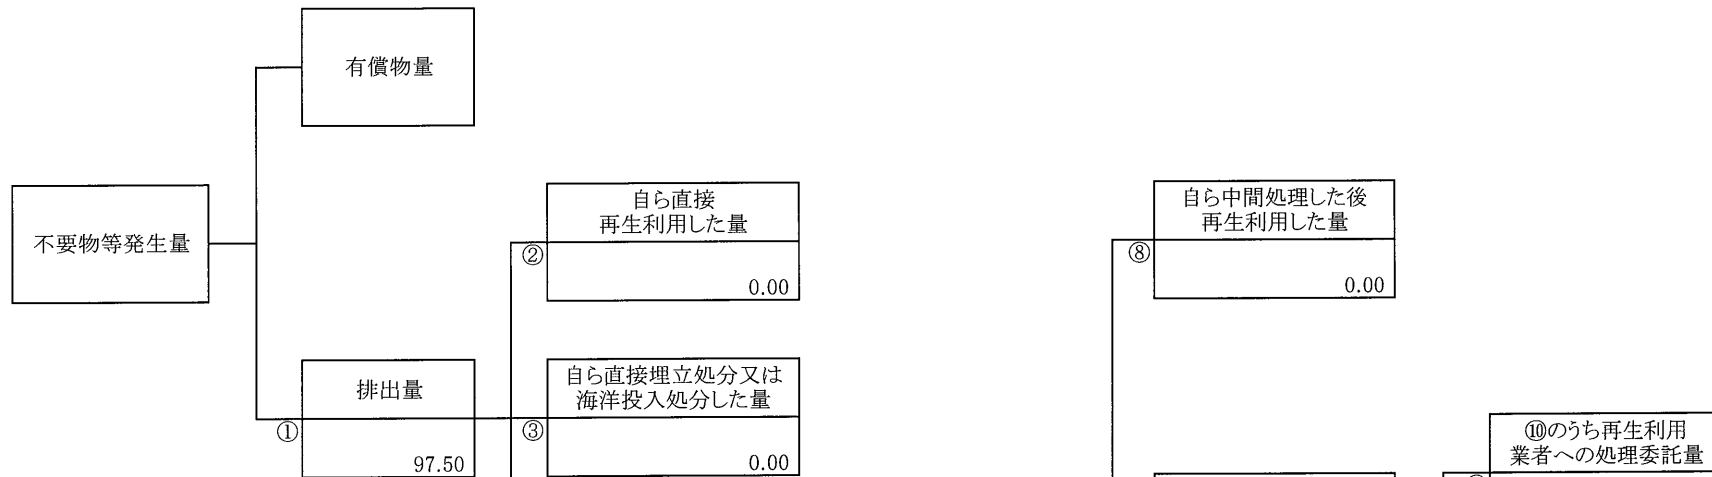 有償物量
不要物等発生量
自ら直接
再生利用した量
②
0.00
自ら中間処理した後
再生利用した量
⑧
0.00
排出量
①
97.50
自ら直接埋立処分又は
海洋投入処分した量
③
0.00
⑩のうち再生利用
業者への処理委託量